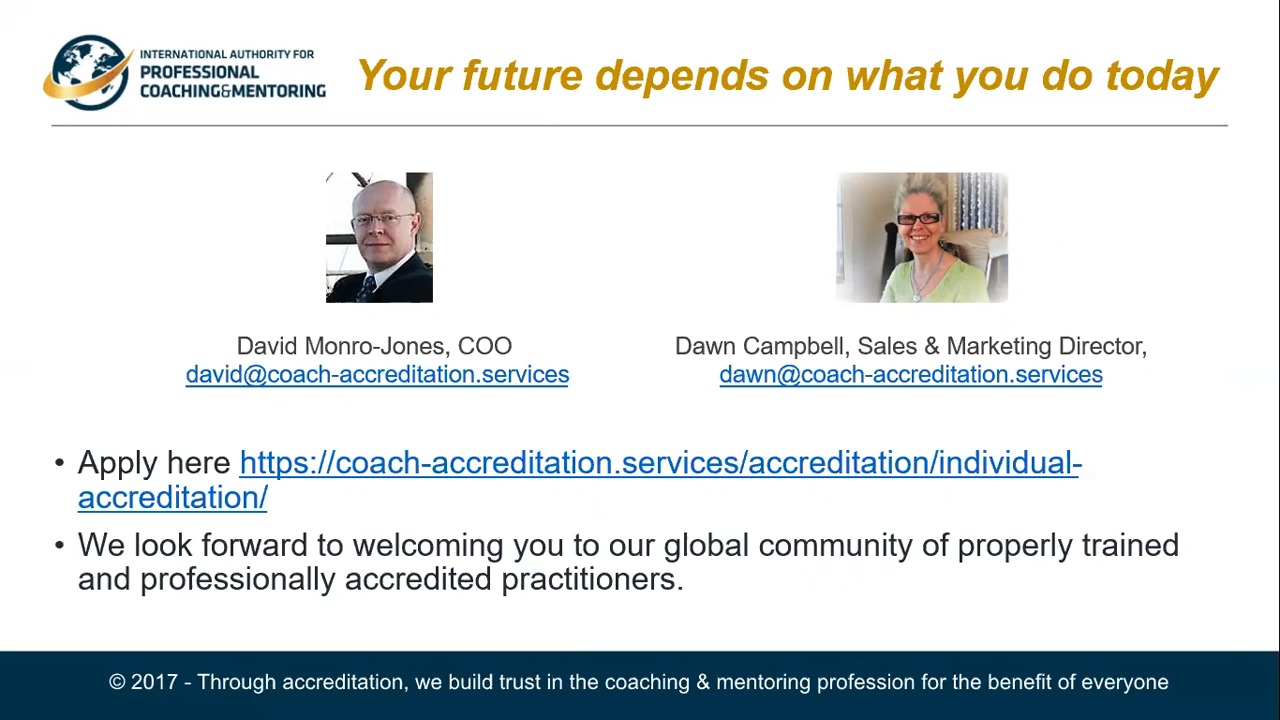 INTERNATIONAL AUTHORITY FOR
PROFESSIONAL
COACHING&MENTORING
Your future depends on what you do today
David Monro-Jones, COO
david@coach-accreditation.services
Dawn Campbell, Sales & Marketing Director,
dawn@coach-accreditation.services
• Apply here https://coach-accreditation.services/accreditation/individual-
accreditation/
• We look forward to welcoming you to our global community of properly trained
and professionally accredited practitioners.
© 2017 - Through accreditation, we build trust in the coaching & mentoring profession for the benefit of everyone